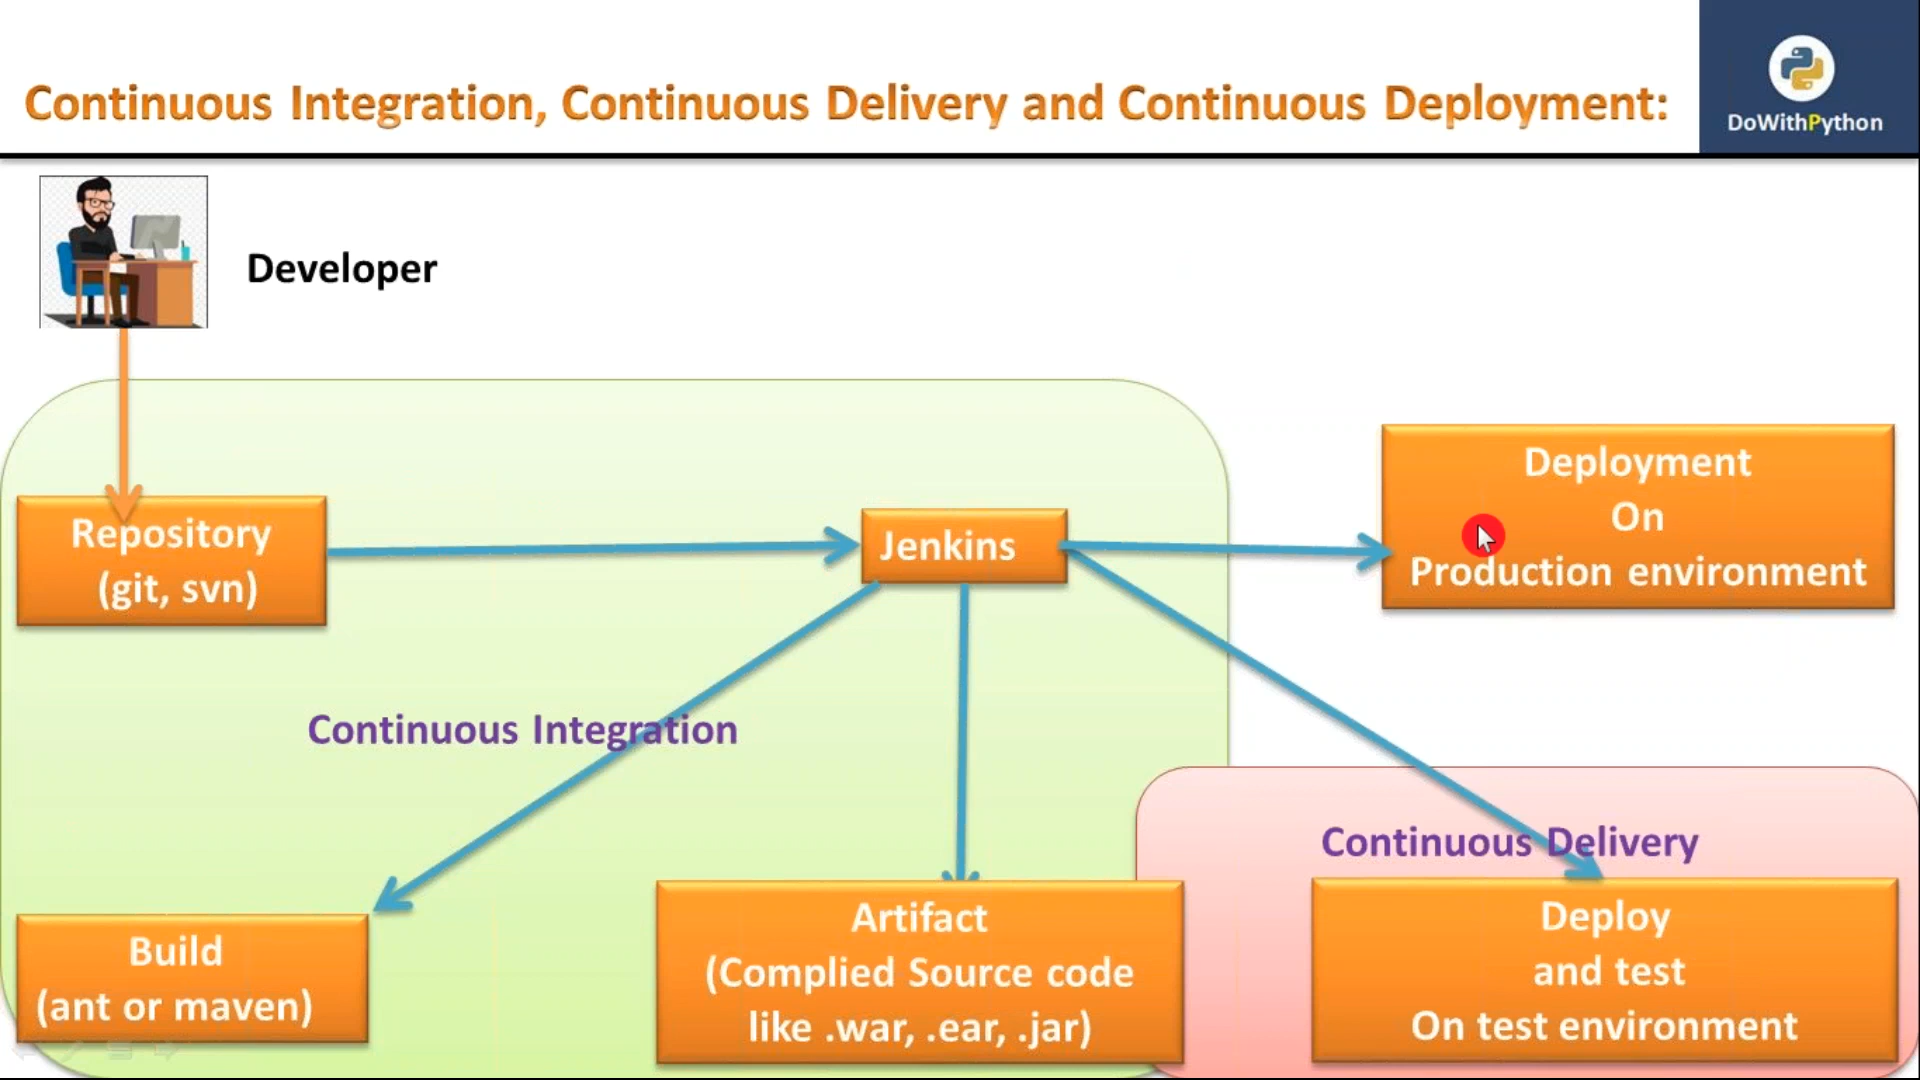 Continuous Integration, Continuous Delivery and Continuous Deployment:
DoWithPython
Developer
Repository
(git, svn)
Jenkins
Deployment
On
Production environment
Continuous Integration
Continuous Delivery
Build
(ant or maven)
Artifact
(Complied Source code
like .war, .ear, .jar)
Deploy
and test
On test environment